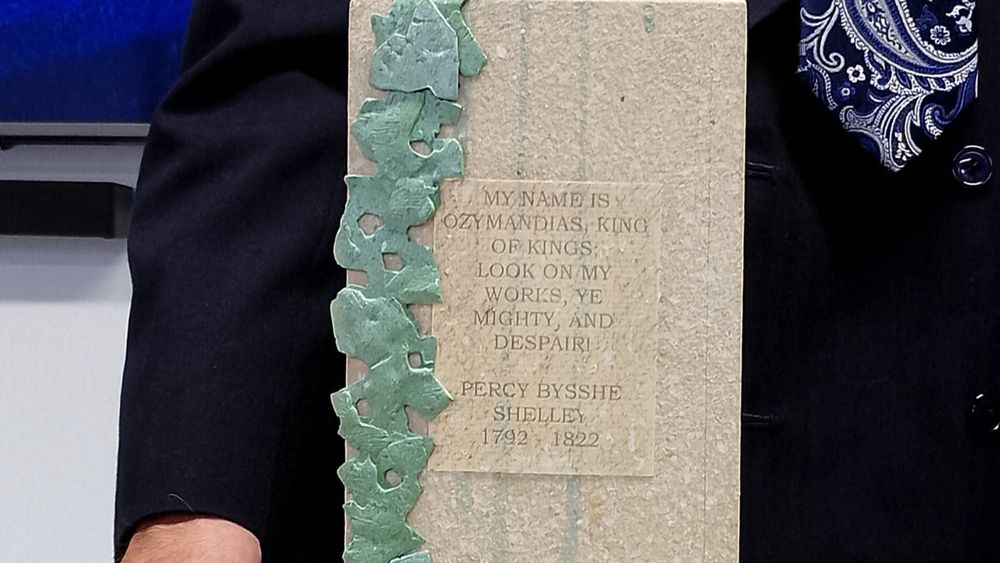 MY NAME IS
OZYMANDIAS, KING
OF KINGS;
LOOK ON MY
WORKS, YE
MIGHTY, AND
DESPAIR!
PERCY BYSSHE
SHELLEY
1792 - 1822